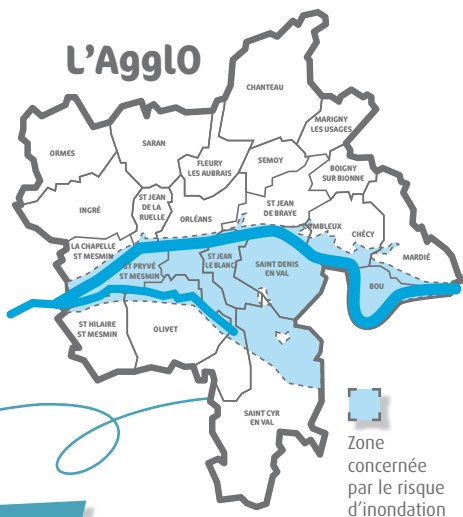 L'AgglO
CHANTEAU
MARIGNY
LES USAGES
ORMES
SARAN
FLEURY
LES AUBRAIS
SEMOY
BOIGNY
SUR BIONNE
INGRÉ
ST JEAN
DE LA
RUELLE
ORLÉANS
ST JEAN
DE BRAYE
MBLEUX
CHÉCY
MARDIÉ
LA CHAPELLE
ST MESMIN
ST PRYVÉ
ST MESMIN
ST JEAN
LE BLANC
SAINT DENIS
EN VAL
BOU
ST HILAIRE
ST MESMIN
OLIVET
SAINT CYR
EN VAL
Zone
concernée
par le risque
d'inondation